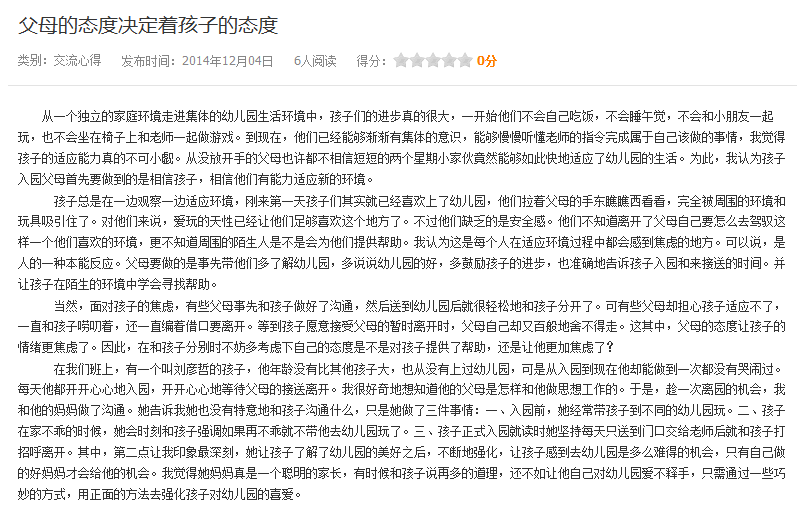 父母的态度决定着孩子的态度
类别：交流心得 发布时间：2014年12月04日 6人阅读 得分： 0分
从一个独立的家庭环境走进集体的幼儿园生活环境中，孩子们的进步真的很大，一开始他们不会自己吃饭，不会睡午觉，不会和小朋友一起
玩，也不会坐在椅子上和老师一起做游戏。到现在，他们已经能够渐渐有集体的意识，能够慢慢听懂老师的指令完成属于自己该做的事情，我觉得
孩子的适应能力真的不可小觑。从没放开手的父母也许都不相信短短的两个星期小家伙竟然能够如此快地适应了幼儿园的生活。为此，我认为孩子
入园父母首先要做到的是相信孩子，相信他们有能力适应新的环境。
孩子总是在一边观察一边适应环境，刚来第一天孩子们其实就已经喜欢上了幼儿园，他们拉着父母的手东瞧瞧西看看，完全被周围的环境和
玩具吸引住了。对他们来说，爱玩的天性已经让他们足够喜欢这个地方了。不过他们缺乏的是安全感。他们不知道离开了父母自己要怎么去驾驭这
样一个他们喜欢的环境，更不知道周围的陌生人是不是会为他们提供帮助。我认为这是每个人在适应环境过程中都会感到焦虑的地方。可以说，是
人的一种本能反应。父母要做的是事先带他们多了解幼儿园，多说说幼儿园的好，多鼓励孩子的进步，也准确地告诉孩子入园和来接送的时间。并
让孩子在陌生的环境中学会寻找帮助。
当然，面对孩子的焦虑，有些父母事先和孩子做好了沟通，然后送到幼儿园后就很轻松地和孩子分开了。可有些父母却担心孩子适应不了，
一直和孩子唠叨着，还一直编着借口要离开。等到孩子愿意接受父母的暂时离开时，父母自己却又百般地舍不得走。这其中，父母的态度让孩子的
情绪更焦虑了。因此，在和孩子分别时不妨多考虑下自己的态度是不是对孩子提供了帮助，还是让他更加焦虑了？
在我们班上，有一个叫刘彦哲的孩子，他年龄没有比其他孩子大，也从没有上过幼儿园，可是从入园到现在他却能做到一次都没有哭闹过。
每天他都开开心心地入园，开开心心地等待父母的接送离开。我很好奇地想知道他的父母是怎样和他做思想工作的。于是，趁一次离园的机会，我
和他的妈妈做了沟通。她告诉我她也没有特意地和孩子沟通什么，只是她做了三件事情：一、入园前，她经常带孩子到不同的幼儿园玩。二、孩子
在家不乖的时候，她会时刻和孩子强调如果再不乖就不带他去幼儿园玩了。三、孩子正式入园就读时她坚持每天只送到门口交给老师后就和孩子打
招呼离开。其中，第二点让我印象最深刻，她让孩子了解了幼儿园的美好之后，不断地强化，让孩子感到去幼儿园是多么难得的机会，只有自己做
的好妈妈才会给他的机会。我觉得她妈妈真是一个聪明的家长，有时候和孩子说再多的道理，还不如让他自己对幼儿园爱不释手，只需通过一些巧
妙的方式，用正面的方法去强化孩子对幼儿园的喜爱。